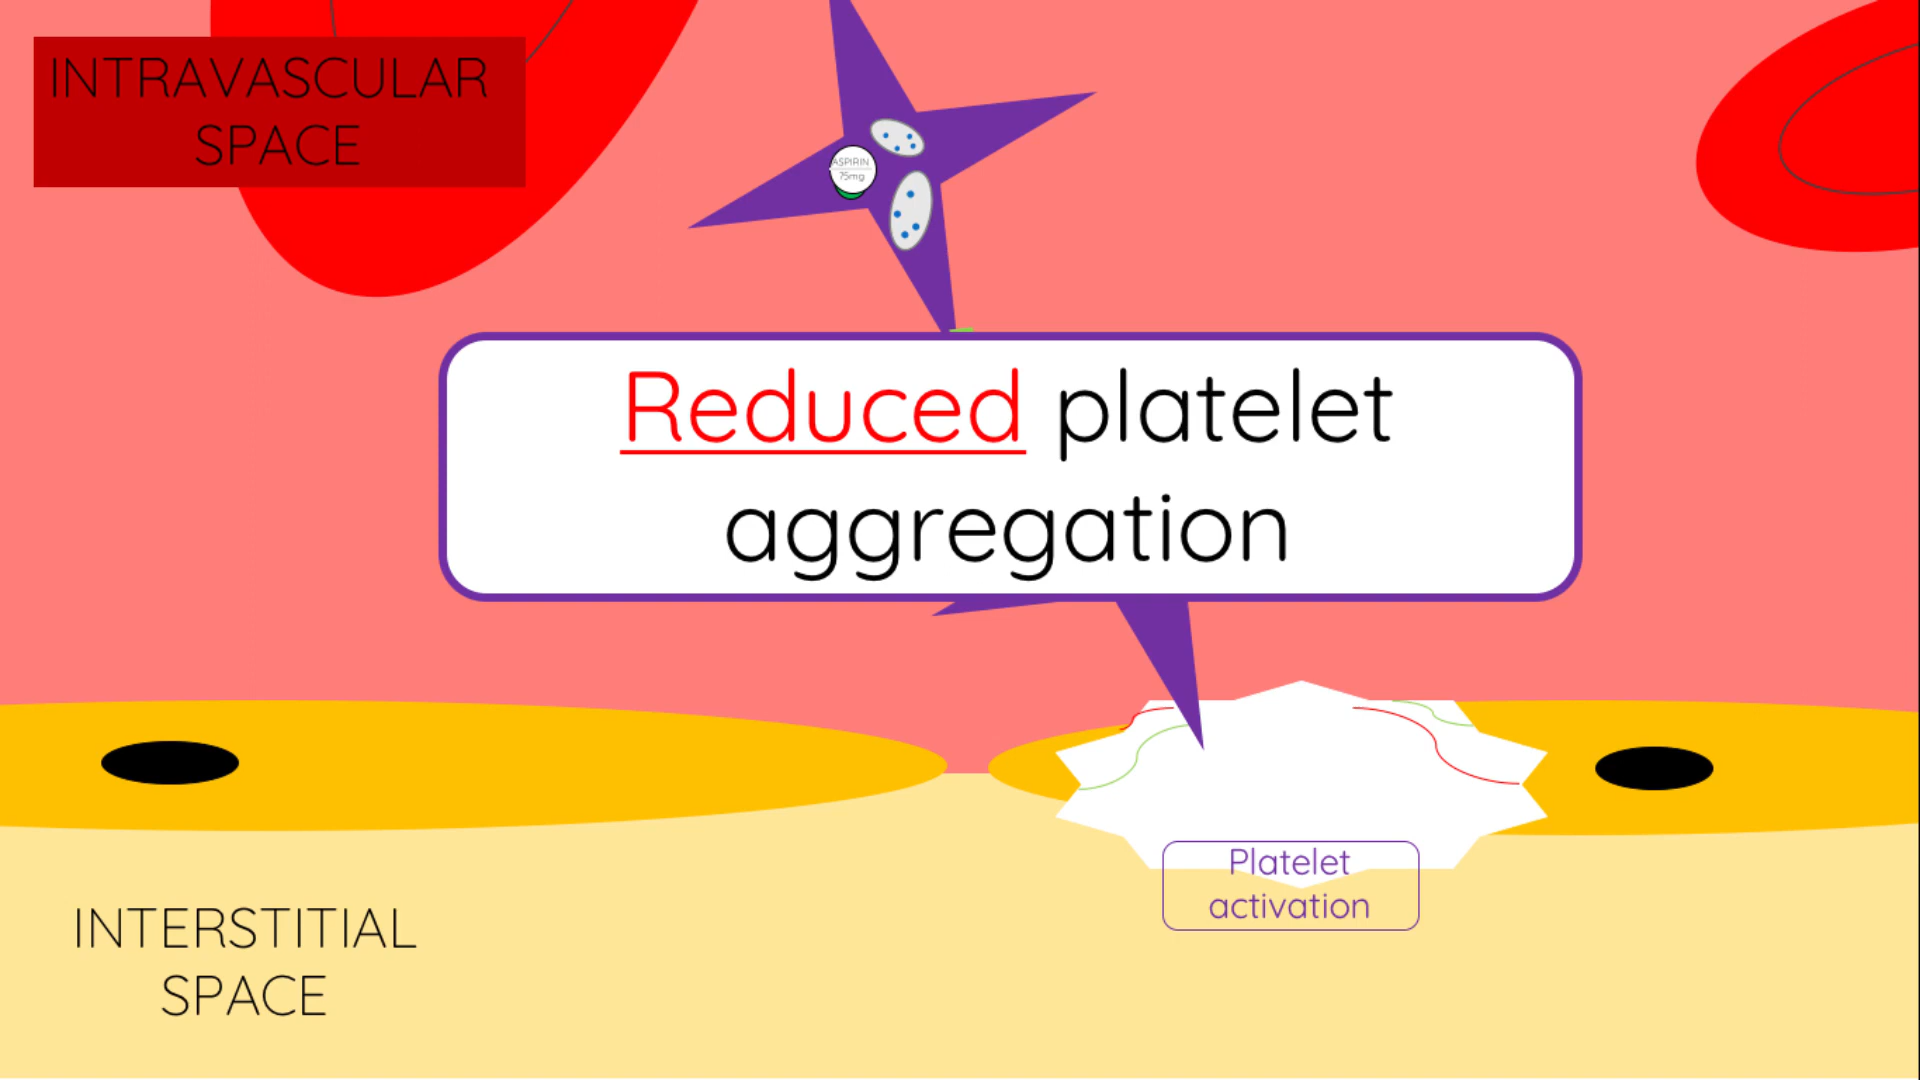 INTRAVASCULAR
SPACE
ASPIRIN
75mg
Reduced platelet
aggregation
Platelet
activation
INTERSTITIAL
SPACE